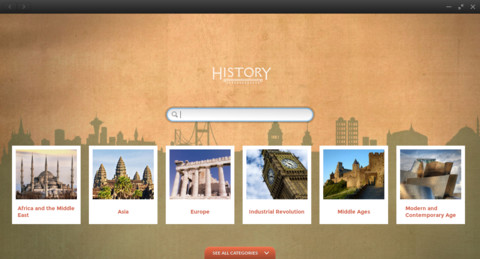 HISTORY
Africa and the Middle
East
Asia
Europe
Industrial Revolution
Middle Ages
Modern and
Contemporary Age
SEE ALL CATEGORIES